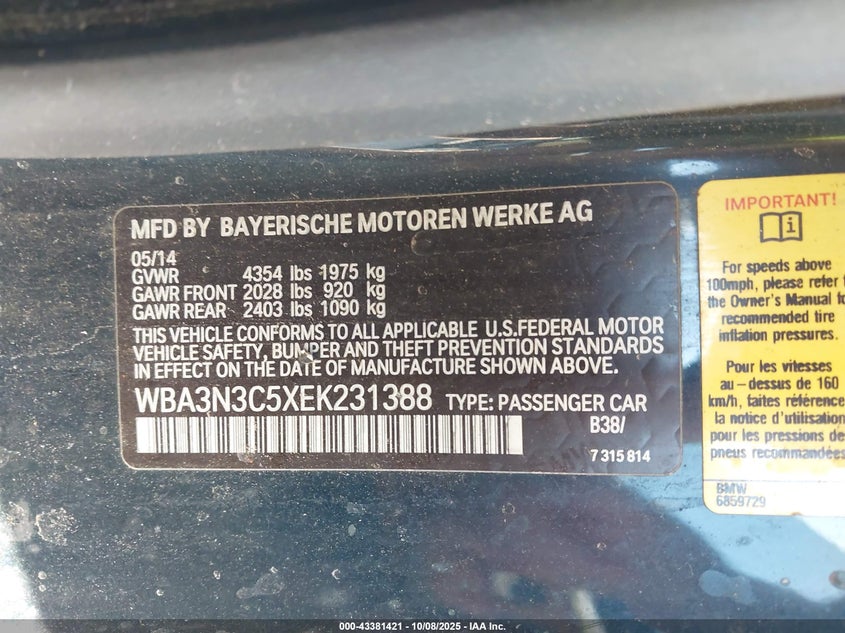 MFD BY BAYERISCHE MOTOREN WERKE AG
05/14
GVWR 4354 lbs 1975 kg
GAWR FRONT 2028 lbs 920 kg
GAWR REAR 2403 lbs 1090 kg
THIS VEHICLE CONFORMS TO ALL APPLICABLE U.S.FEDERAL MOTOR
VEHICLE SAFETY, BUMPER AND THEFT PREVENTION STANDARDS
IN EFFECT ON THE DATE OF MANUFACTURE SHOWN ABOVE.
WBA3N3C5XEK231388 TYPE: PASSENGER CAR
B38/
7 315 814
IMPORTANT!
For speeds above
100mph, please refer
the Owner's Manual
recommended tire
inflation pressures.
Pour les vitesses
au-dessus de 160
km/h, faites référence
la notice d'utilisation
pour les pressions de
pneus recommandées
BMW
6859729
000-43381421 - 10/08/2025 - IAA Inc.